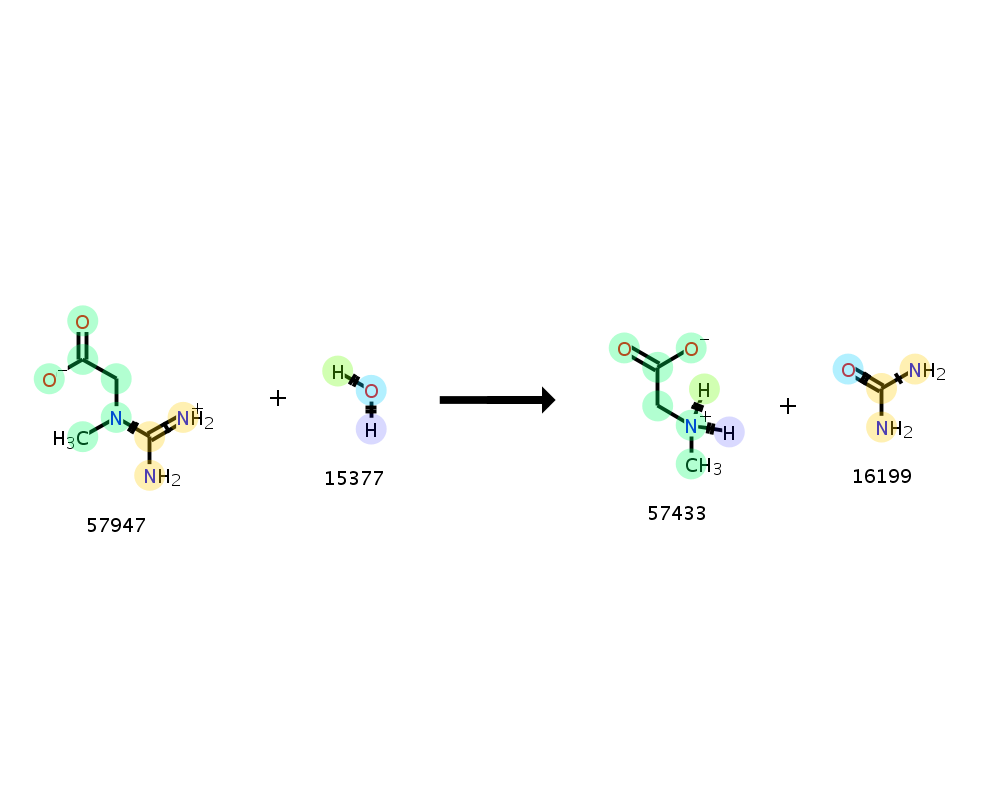 O
O⁻
N
H₃C
NH₂⁺
NH₂
57947
+
H
O
H
15377
+
O
O⁻
H
N⁺
H
CH₃
57433
O
NH₂
NH₂
16199